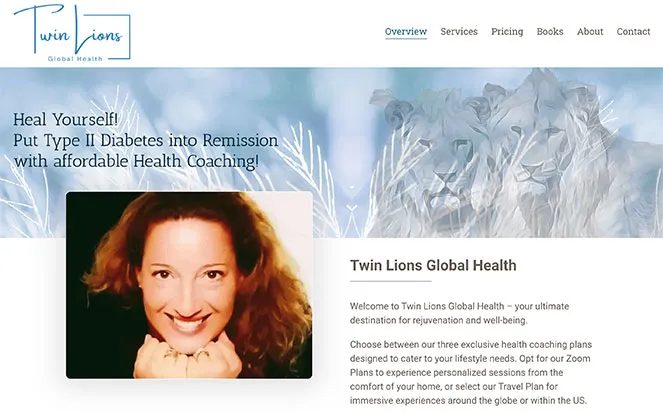 Twin Lions
Global Health
Overview Services Pricing Books About Contact
Heal Yourself!
Put Type II Diabetes into Remission
with affordable Health Coaching!
Twin Lions Global Health
Welcome to Twin Lions Global Health – your ultimate
destination for rejuvenation and well-being.
Choose between our three exclusive health coaching plans
designed to cater to your lifestyle needs. Opt for our Zoom
Plans to experience personalized sessions from the
comfort of your home, or select our Travel Plan for
immersive experiences around the globe or within the US.